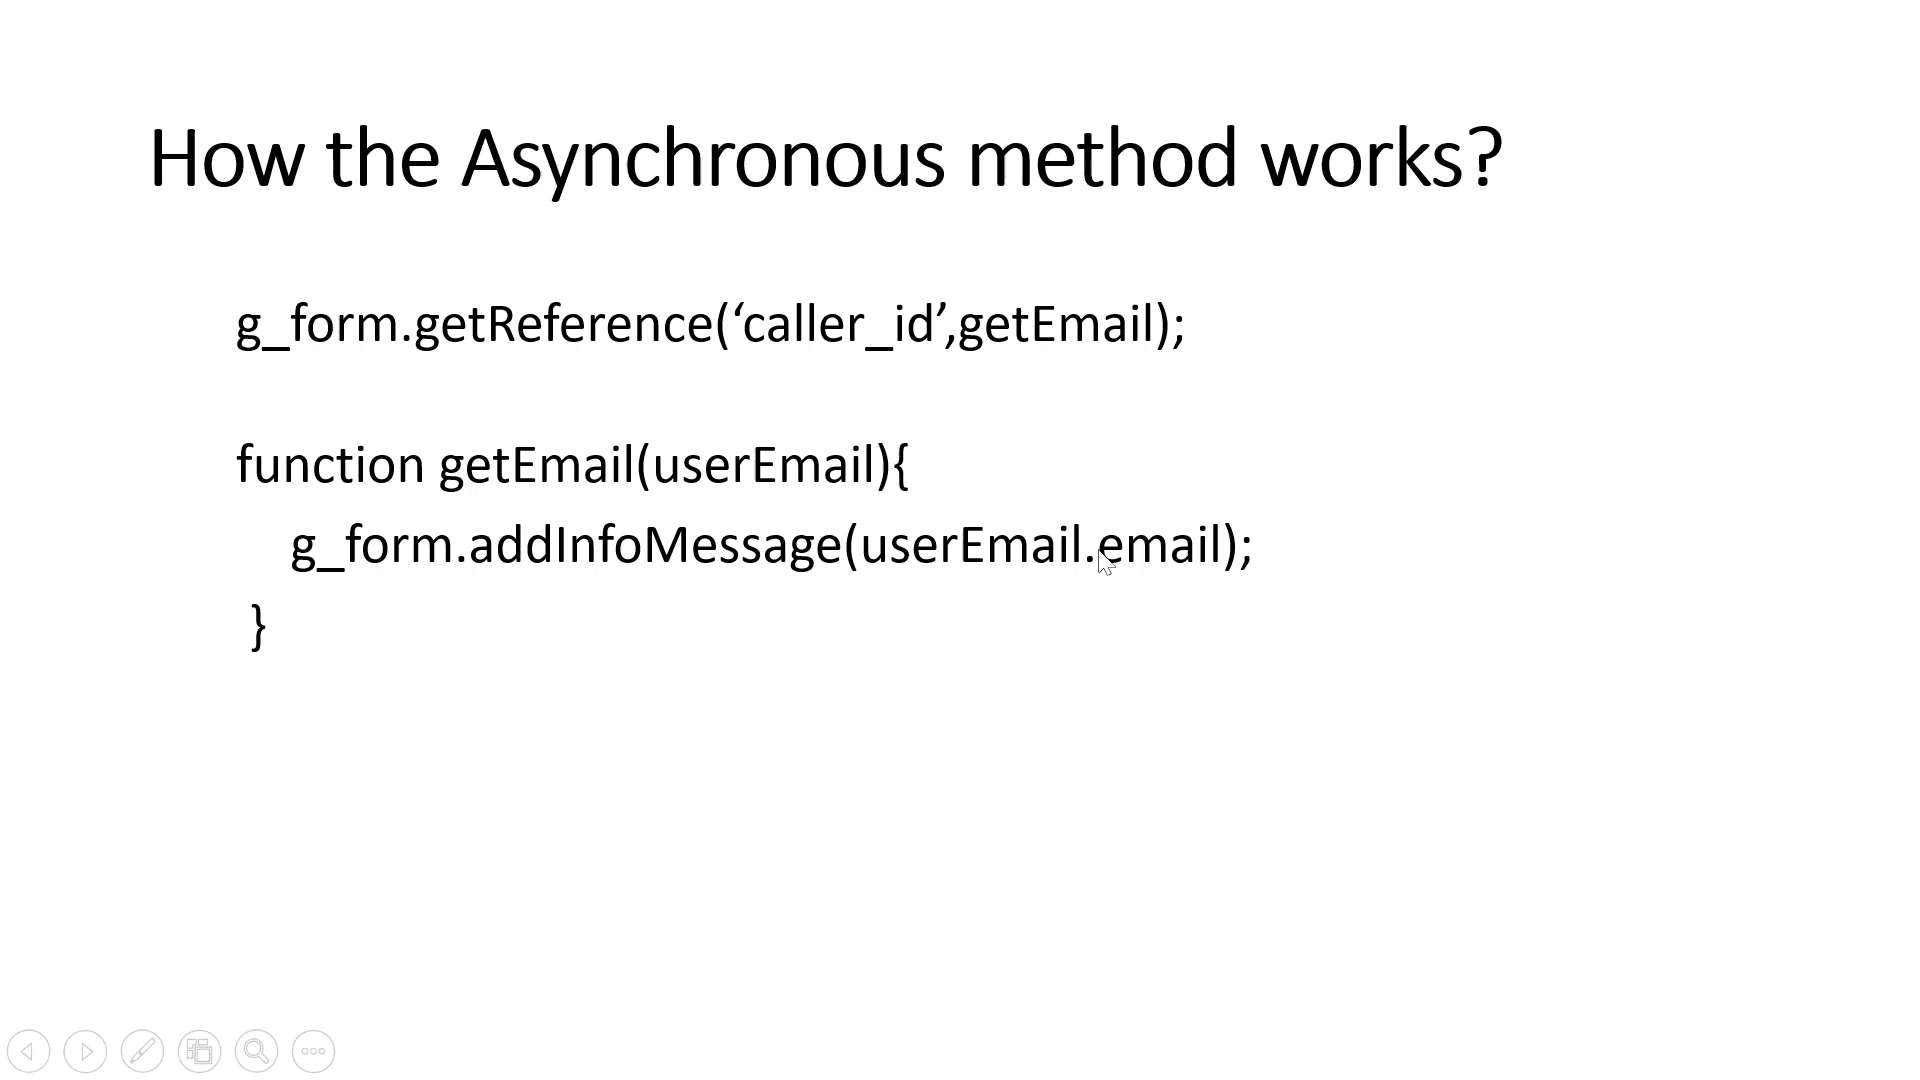 How the Asynchronous method works?
g_form.getReference(‘caller_id’,getEmail);
function getEmail(userEmail){
g_form.addInfoMessage(userEmail.email);
}